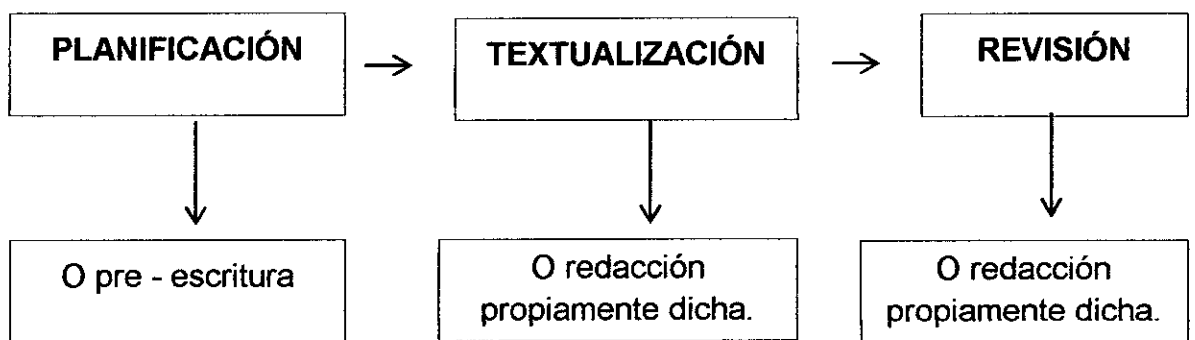 PLANIFICACIÓN
TEXTUALIZACIÓN
REVISIÓN
O pre - escritura
O redacción
propiamente dicha.
O redacción
propiamente dicha.